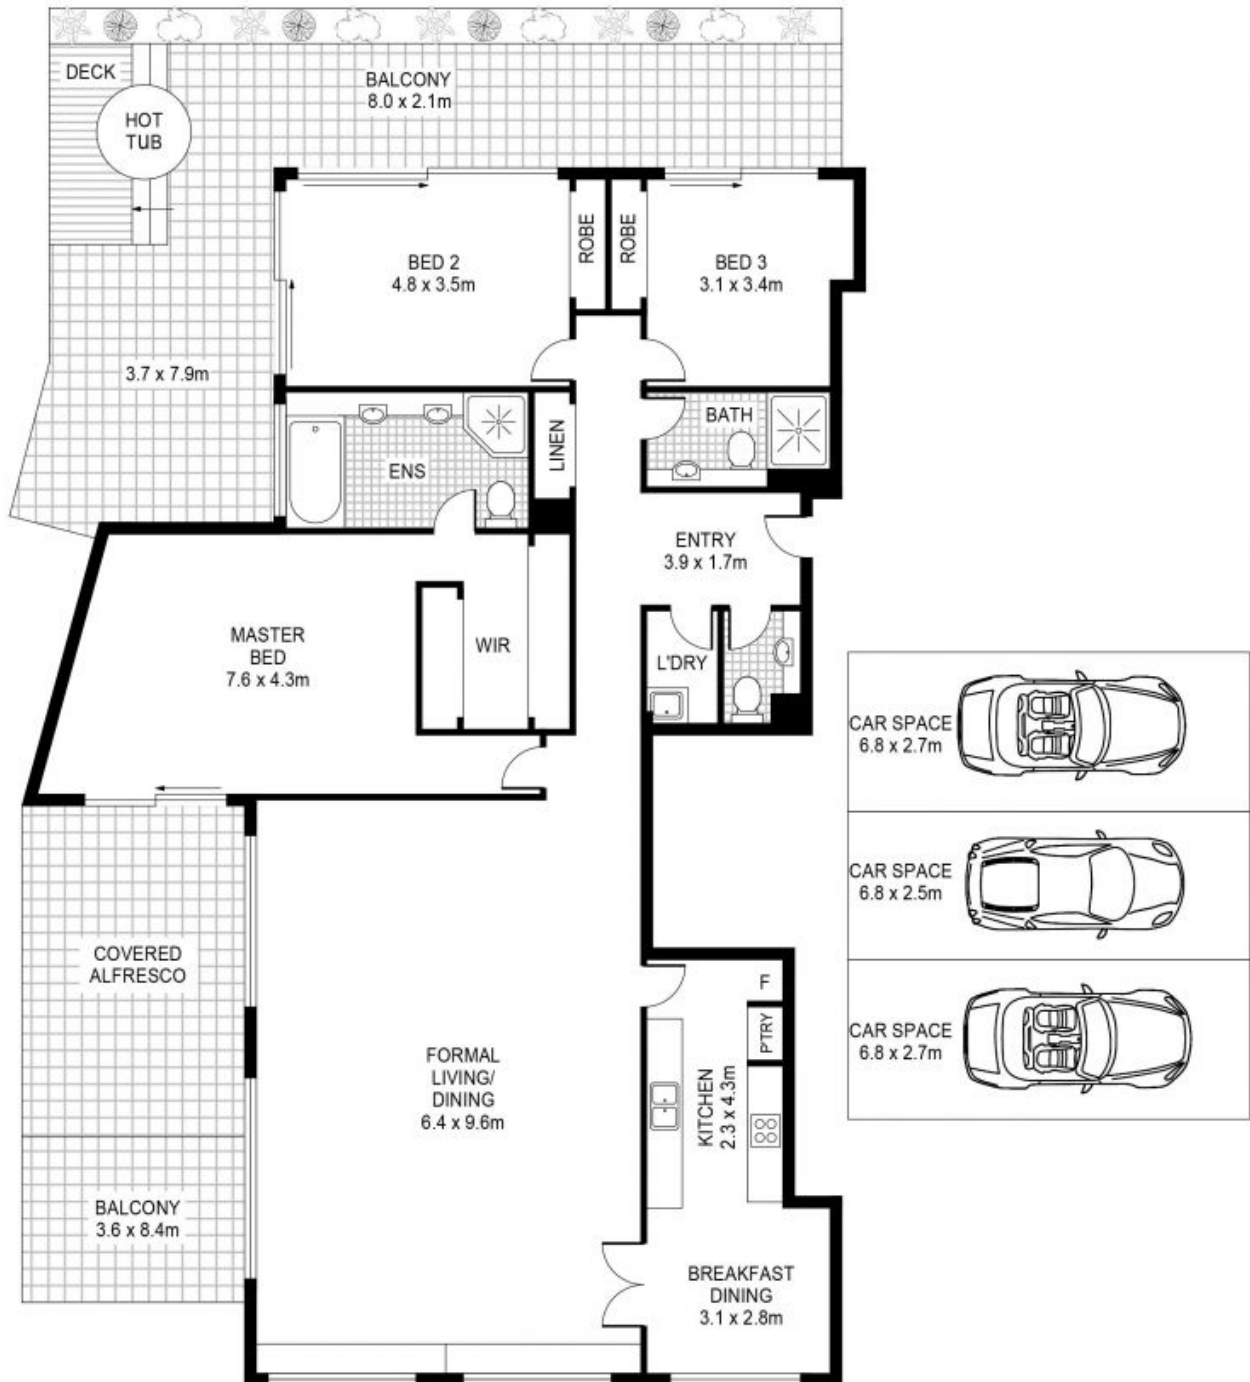 DECK
BALCONY
8.0 x 2.1m
HOT
TUB
ROBE
ROBE
BED 2
4.8 x 3.5m
BED 3
3.1 x 3.4m
3.7 x 7.9m
BATH
LINEN
ENS
ENTRY
3.9 x 1.7m
MASTER
BED
7.6 x 4.3m
WIR
L'DRY
CAR SPACE
6.8 x 2.7m
CAR SPACE
6.8 x 2.5m
COVERED
ALFRESCO
F
P'TRY
CAR SPACE
6.8 x 2.7m
FORMAL
LIVING/
DINING
6.4 x 9.6m
KITCHEN
2.3 x 4.3m
BALCONY
3.6 x 8.4m
BREAKFAST
DINING
3.1 x 2.8m